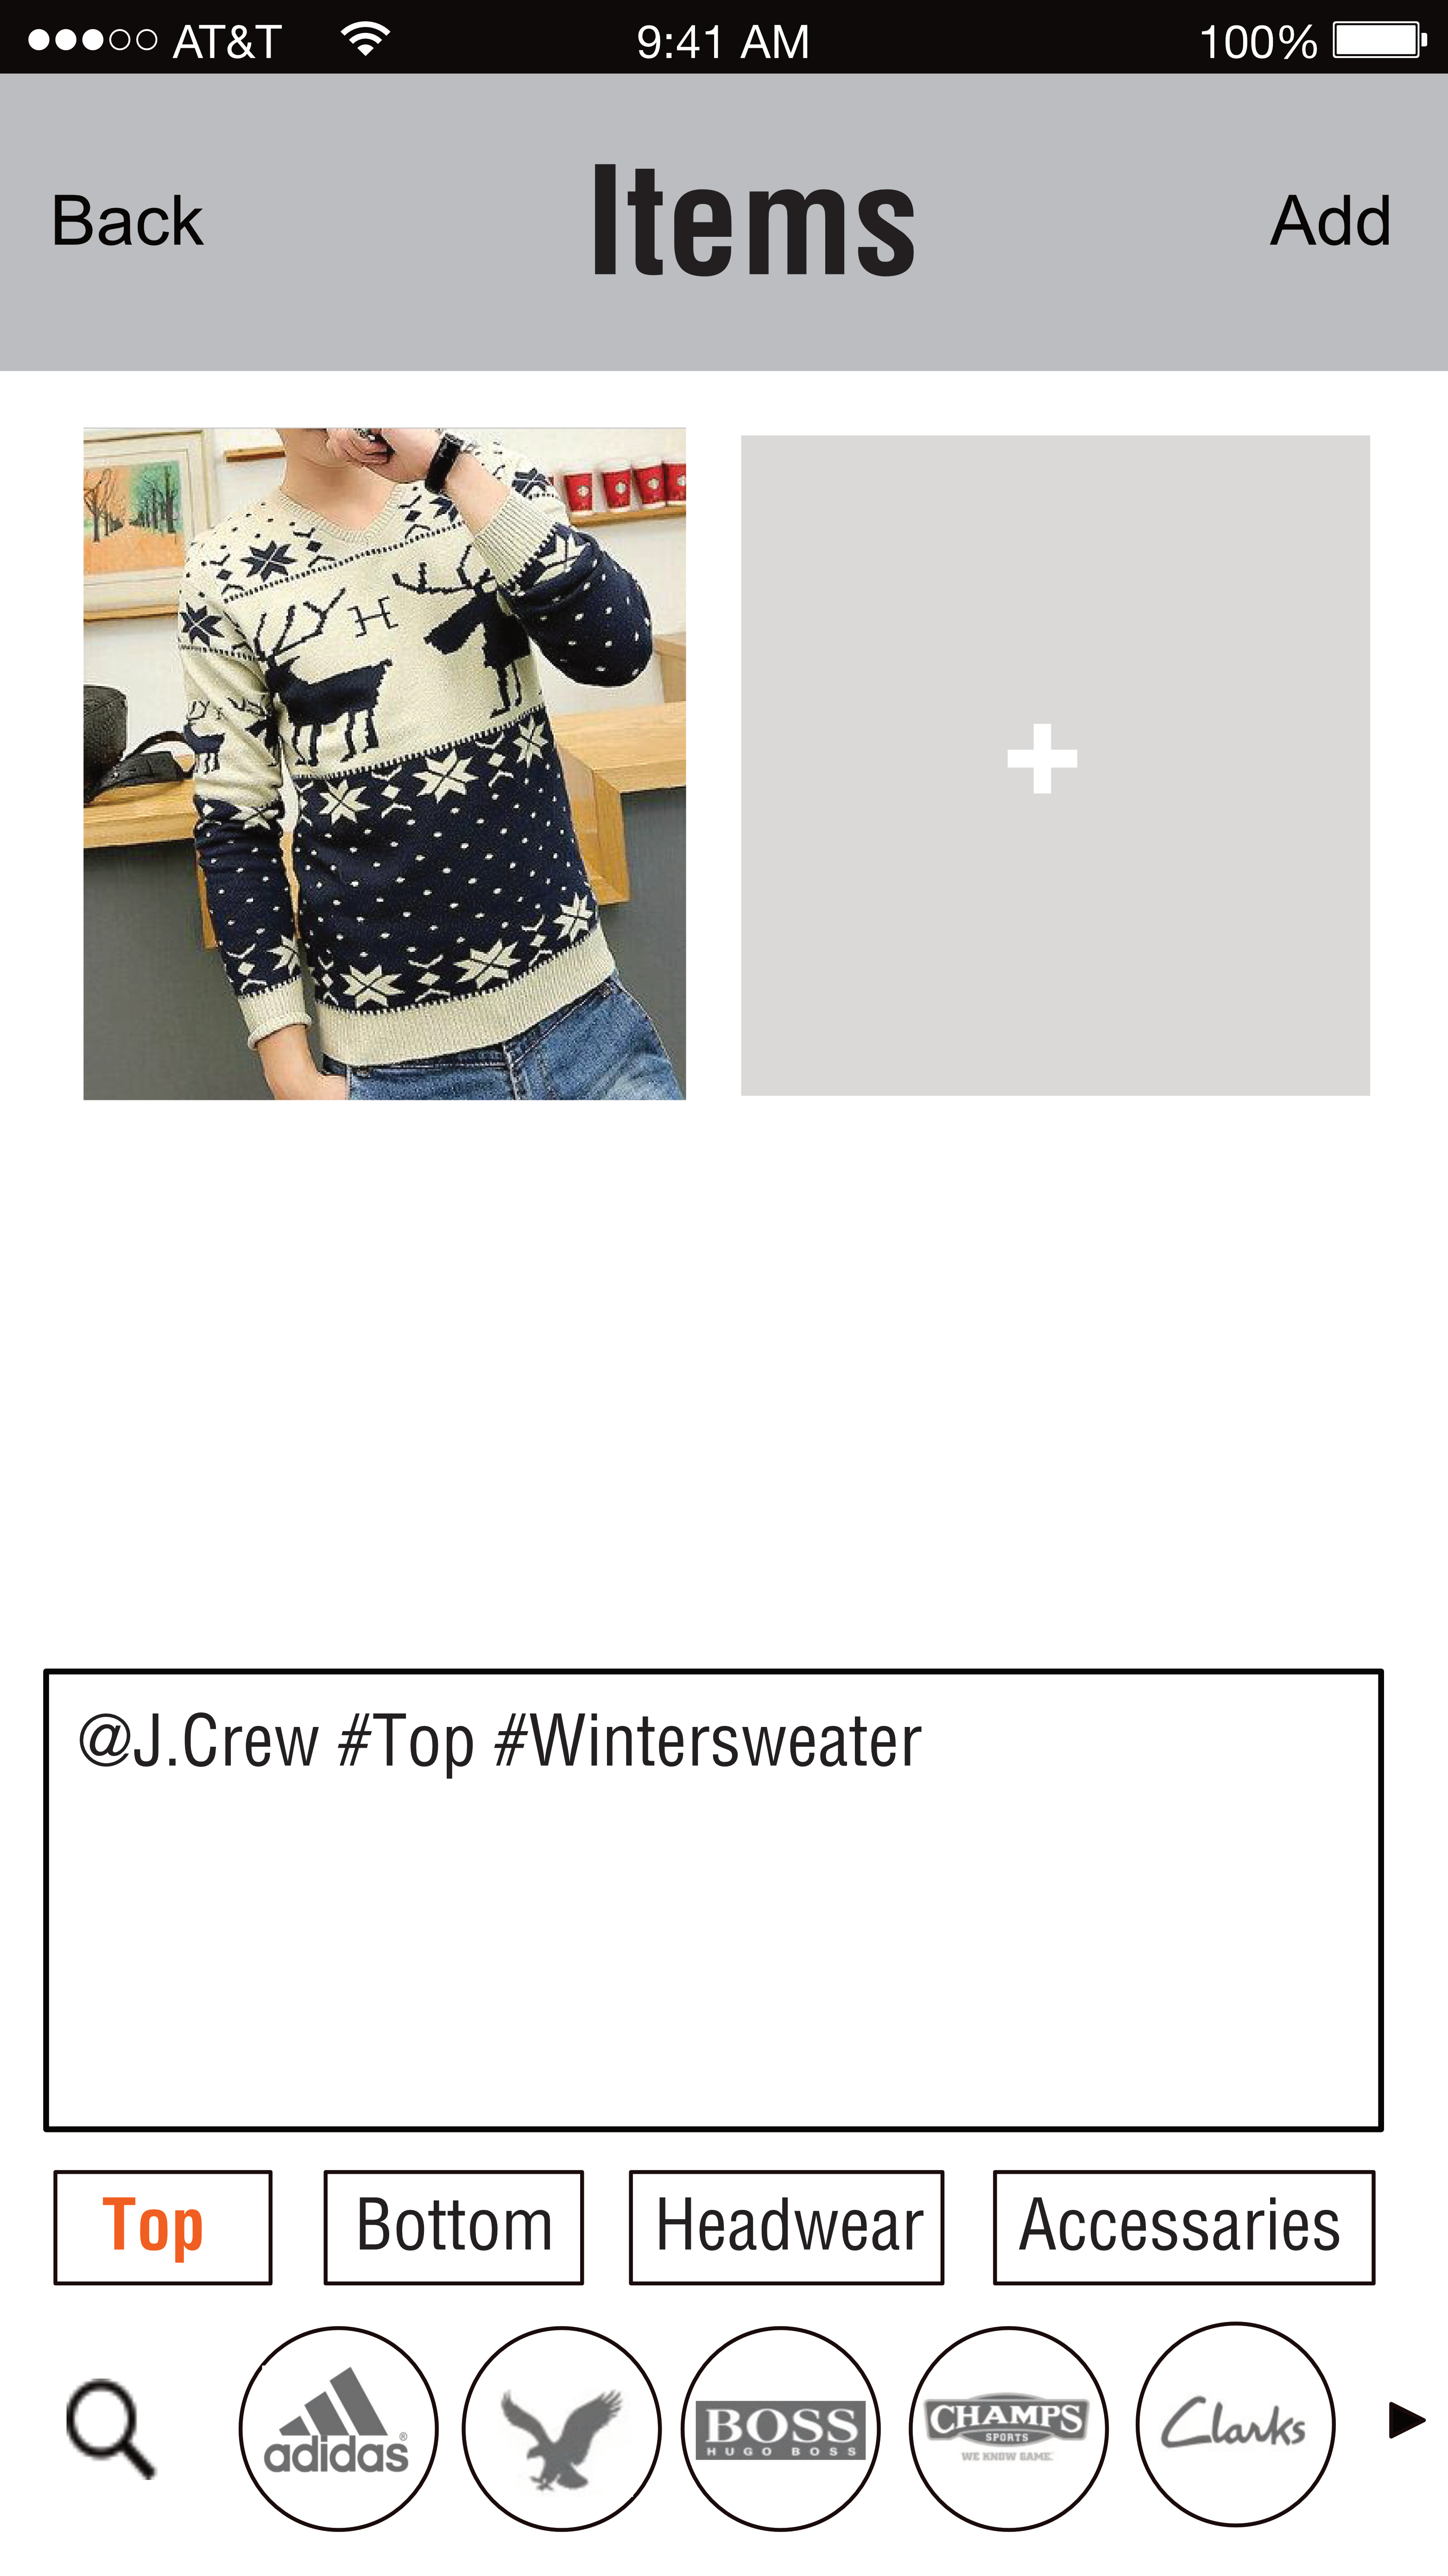 AT&T 9:41 AM 100%
Back Items Add
@J.Crew #Top #Wintersweater
Top Bottom Headwear Accessaries
adidas®
BOSS
HUGO BOSS
CHAMPS
SPORTS
WE KNOW GAME.
Clarks